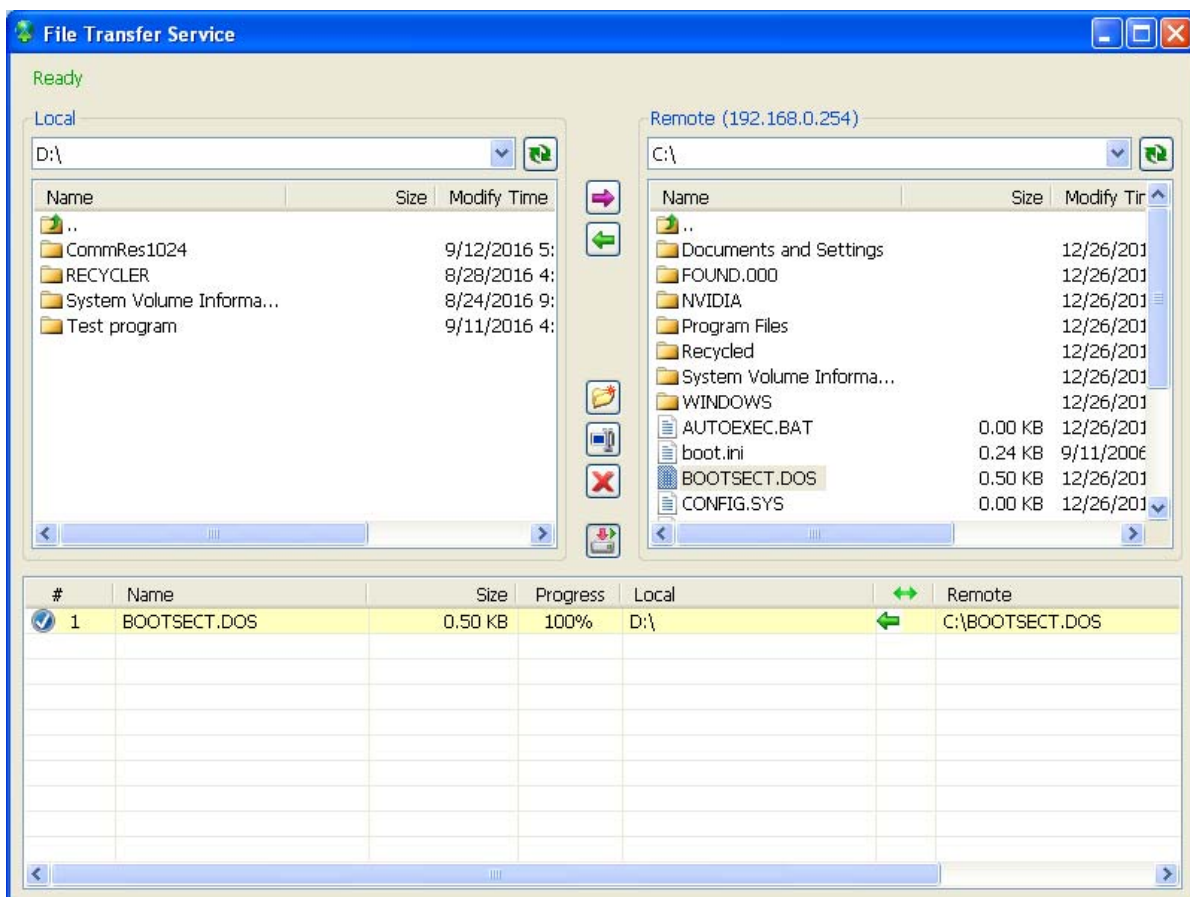 File Transfer Service
Ready
Local
D:\
Name Size Modify Time
..
CommRes1024 9/12/2016 5:
RECYCLER 8/28/2016 4:
System Volume Informa... 8/24/2016 9:
Test program 9/11/2016 4:
Remote (192.168.0.254)
C:\
Name Size Modify Tir
..
Documents and Settings 12/26/201
FOUND.000 12/26/201
NVIDIA 12/26/201
Program Files 12/26/201
Recycled 12/26/201
System Volume Informa... 12/26/201
WINDOWS 12/26/201
AUTOEXEC.BAT 0.00 KB 12/26/201
boot.ini 0.24 KB 9/11/2006
BOOTSECT.DOS 0.50 KB 12/26/201
CONFIG.SYS 0.00 KB 12/26/201
# Name Size Progress Local Remote
1 BOOTSECT.DOS 0.50 KB 100% D:\ C:\BOOTSECT.DOS